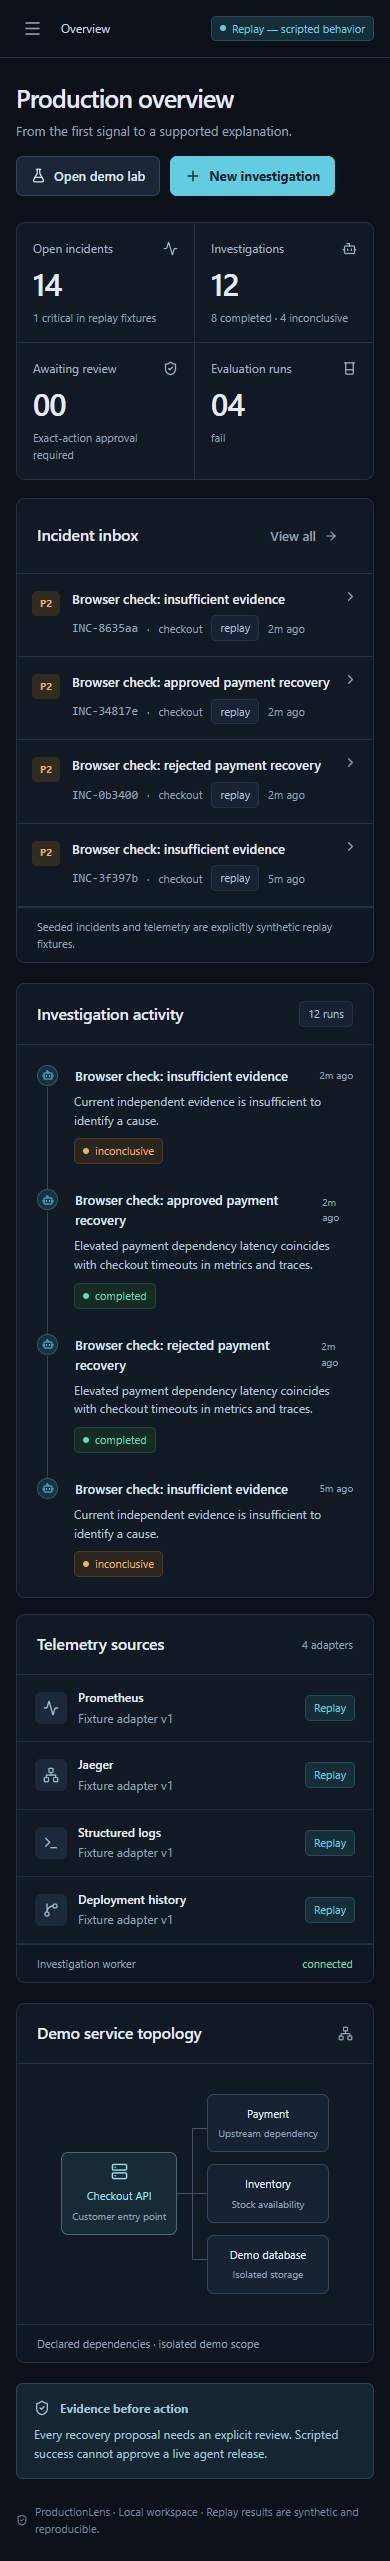 Overview
Replay — scripted behavior
Production overview
From the first signal to a supported explanation.
Open demo lab
New investigation
Open incidents
14
1 critical in replay fixtures
Investigations
12
8 completed · 4 inconclusive
Awaiting review
00
Exact-action approval
required
Evaluation runs
04
fail
Incident inbox
View all
P2
Browser check: insufficient evidence
INC-8635aa · checkout replay 2m ago
P2
Browser check: approved payment recovery
INC-34817e · checkout replay 2m ago
P2
Browser check: rejected payment recovery
INC-0b3400 · checkout replay 2m ago
P2
Browser check: insufficient evidence
INC-3f397b · checkout replay 5m ago
Seeded incidents and telemetry are explicitly synthetic replay
fixtures.
Investigation activity
12 runs
Browser check: insufficient evidence
2m ago
Current independent evidence is insufficient to
identify a cause.
inconclusive
Browser check: approved payment
recovery
2m
ago
Elevated payment dependency latency coincides
with checkout timeouts in metrics and traces.
completed
Browser check: rejected payment
recovery
2m
ago
Elevated payment dependency latency coincides
with checkout timeouts in metrics and traces.
completed
Browser check: insufficient evidence
5m ago
Current independent evidence is insufficient to
identify a cause.
inconclusive
Telemetry sources
4 adapters
Prometheus
Fixture adapter v1
Replay
Jaeger
Fixture adapter v1
Replay
Structured logs
Fixture adapter v1
Replay
Deployment history
Fixture adapter v1
Replay
Investigation worker
connected
Demo service topology
Checkout API
Customer entry point
Payment
Upstream dependency
Inventory
Stock availability
Demo database
Isolated storage
Declared dependencies · isolated demo scope
Evidence before action
Every recovery proposal needs an explicit review. Scripted
success cannot approve a live agent release.
ProductionLens · Local workspace · Replay results are synthetic and
reproducible.